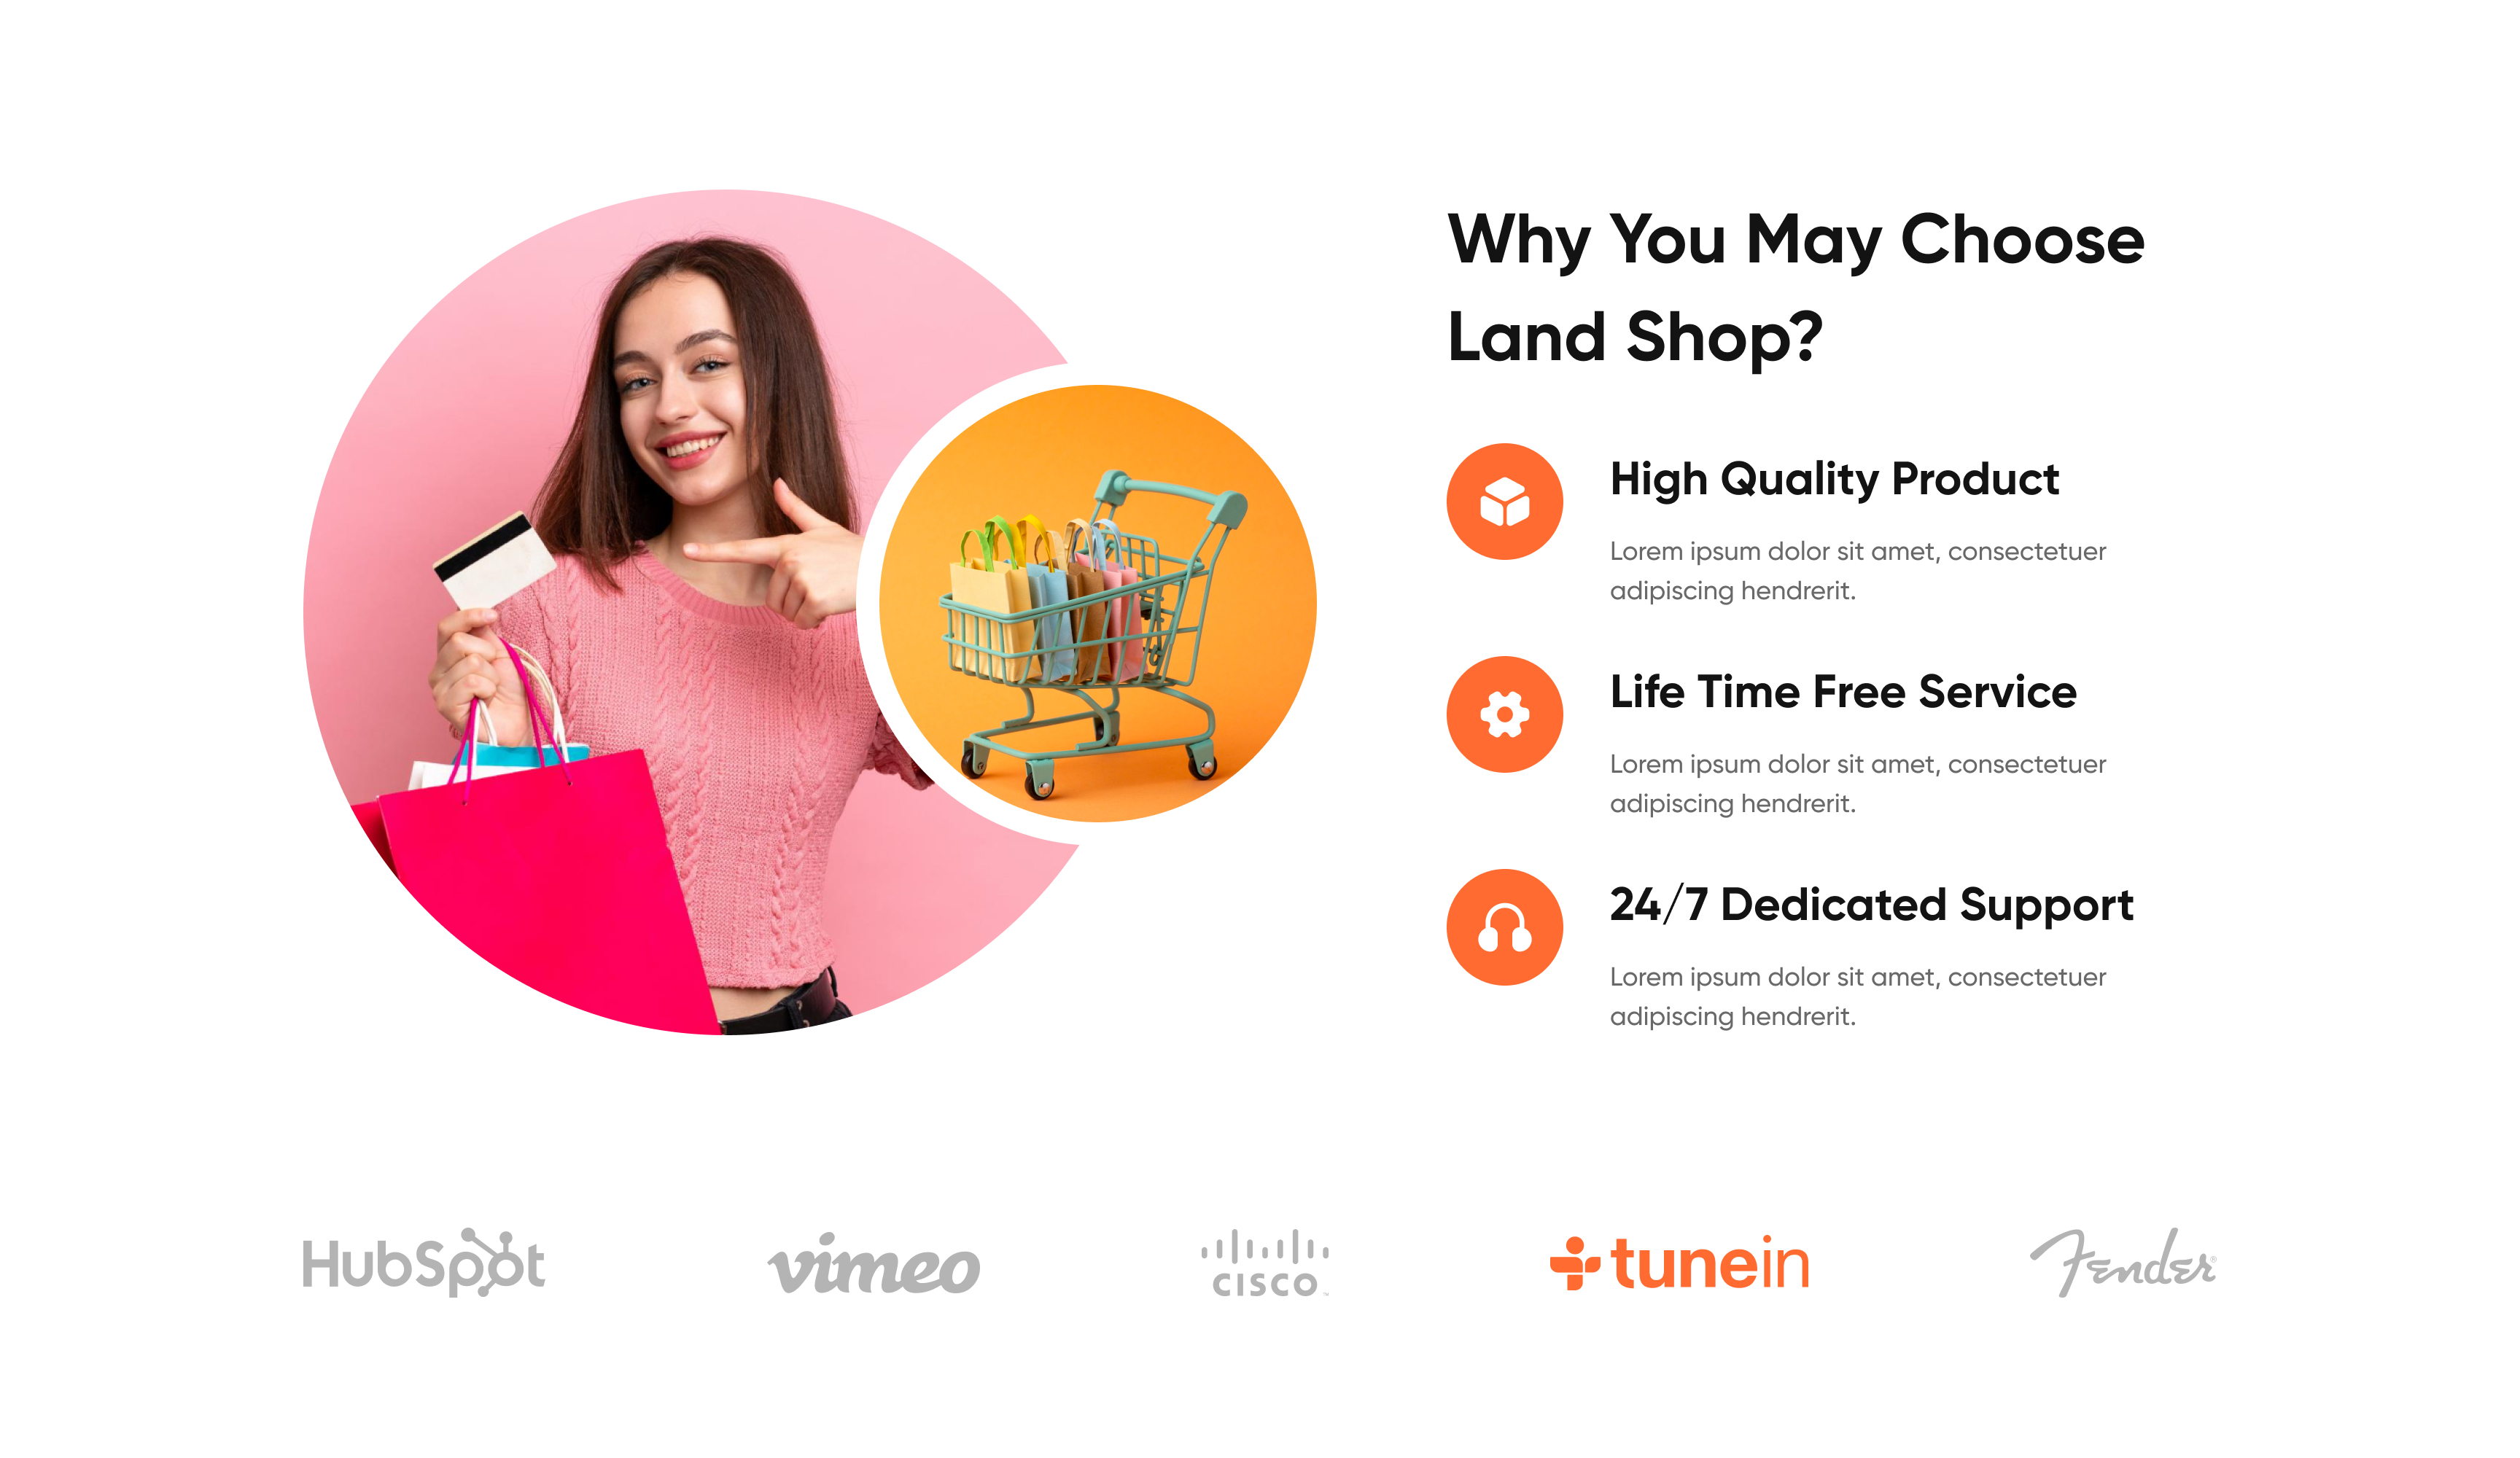 Why You May Choose
Land Shop?
High Quality Product
Lorem ipsum dolor sit amet, consectetuer
adipiscing hendrerit.
Life Time Free Service
Lorem ipsum dolor sit amet, consectetuer
adipiscing hendrerit.
24/7 Dedicated Support
Lorem ipsum dolor sit amet, consectetuer
adipiscing hendrerit.
HubSpot
vimeo
CISCO™
tunein
Fender®